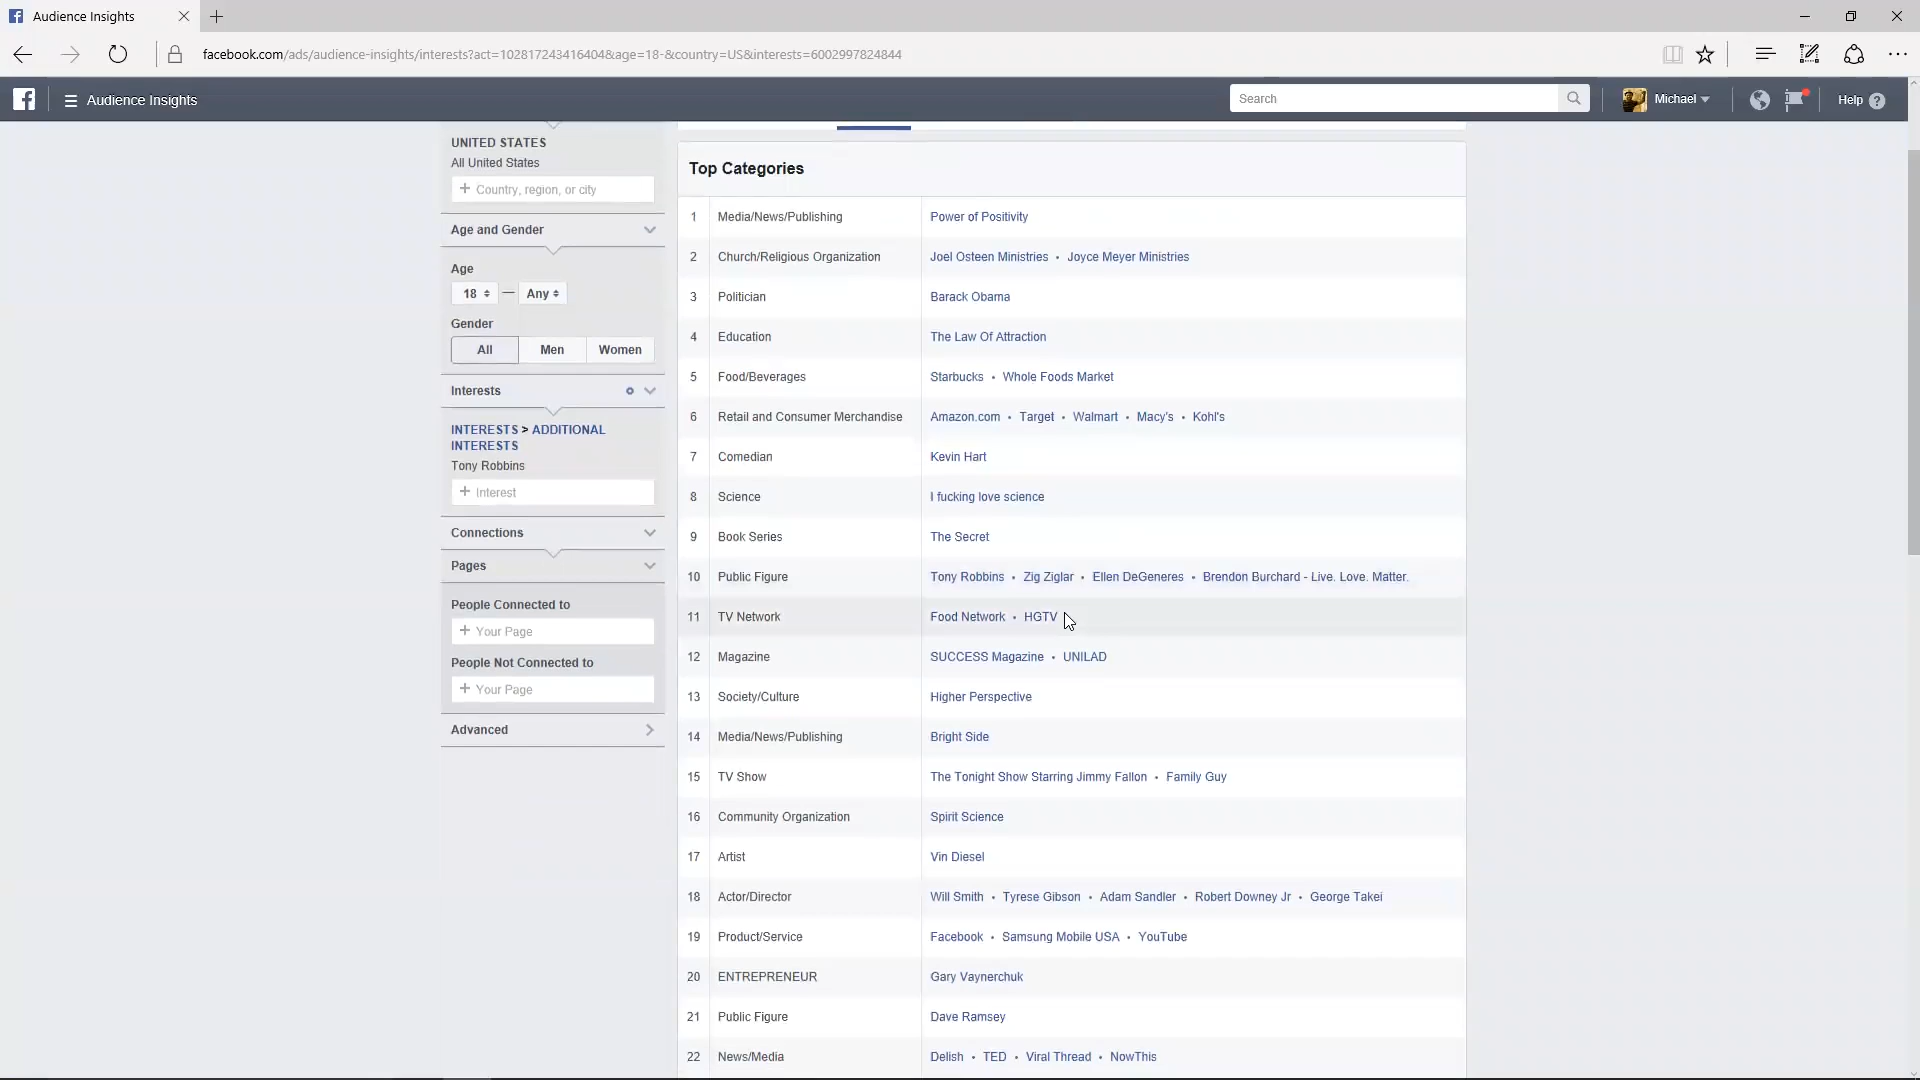 Audience Insights
facebook.com/ads/audience-insights/interests?act=102817243416404&age=18-&country=US&interests=6002997824844
Audience Insights
Search
Michael
Help
UNITED STATES
All United States
Country, region, or city
Age and Gender
Age
18 — Any
Gender
All Men Women
Interests
INTERESTS > ADDITIONAL
INTERESTS
Tony Robbins
Interest
Connections
Pages
People Connected to
Your Page
People Not Connected to
Your Page
Advanced
Top Categories
1 Media/News/Publishing Power of Positivity
2 Church/Religious Organization Joel Osteen Ministries • Joyce Meyer Ministries
3 Politician Barack Obama
4 Education The Law Of Attraction
5 Food/Beverages Starbucks • Whole Foods Market
6 Retail and Consumer Merchandise Amazon.com • Target • Walmart • Macy's • Kohl's
7 Comedian Kevin Hart
8 Science I fucking love science
9 Book Series The Secret
10 Public Figure Tony Robbins • Zig Ziglar • Ellen DeGeneres • Brendon Burchard - Live. Love. Matter.
11 TV Network Food Network • HGTV
12 Magazine SUCCESS Magazine • UNILAD
13 Society/Culture Higher Perspective
14 Media/News/Publishing Bright Side
15 TV Show The Tonight Show Starring Jimmy Fallon • Family Guy
16 Community Organization Spirit Science
17 Artist Vin Diesel
18 Actor/Director Will Smith • Tyrese Gibson • Adam Sandler • Robert Downey Jr • George Takei
19 Product/Service Facebook • Samsung Mobile USA • YouTube
20 ENTREPRENEUR Gary Vaynerchuk
21 Public Figure Dave Ramsey
22 News/Media Delish • TED • Viral Thread • NowThis